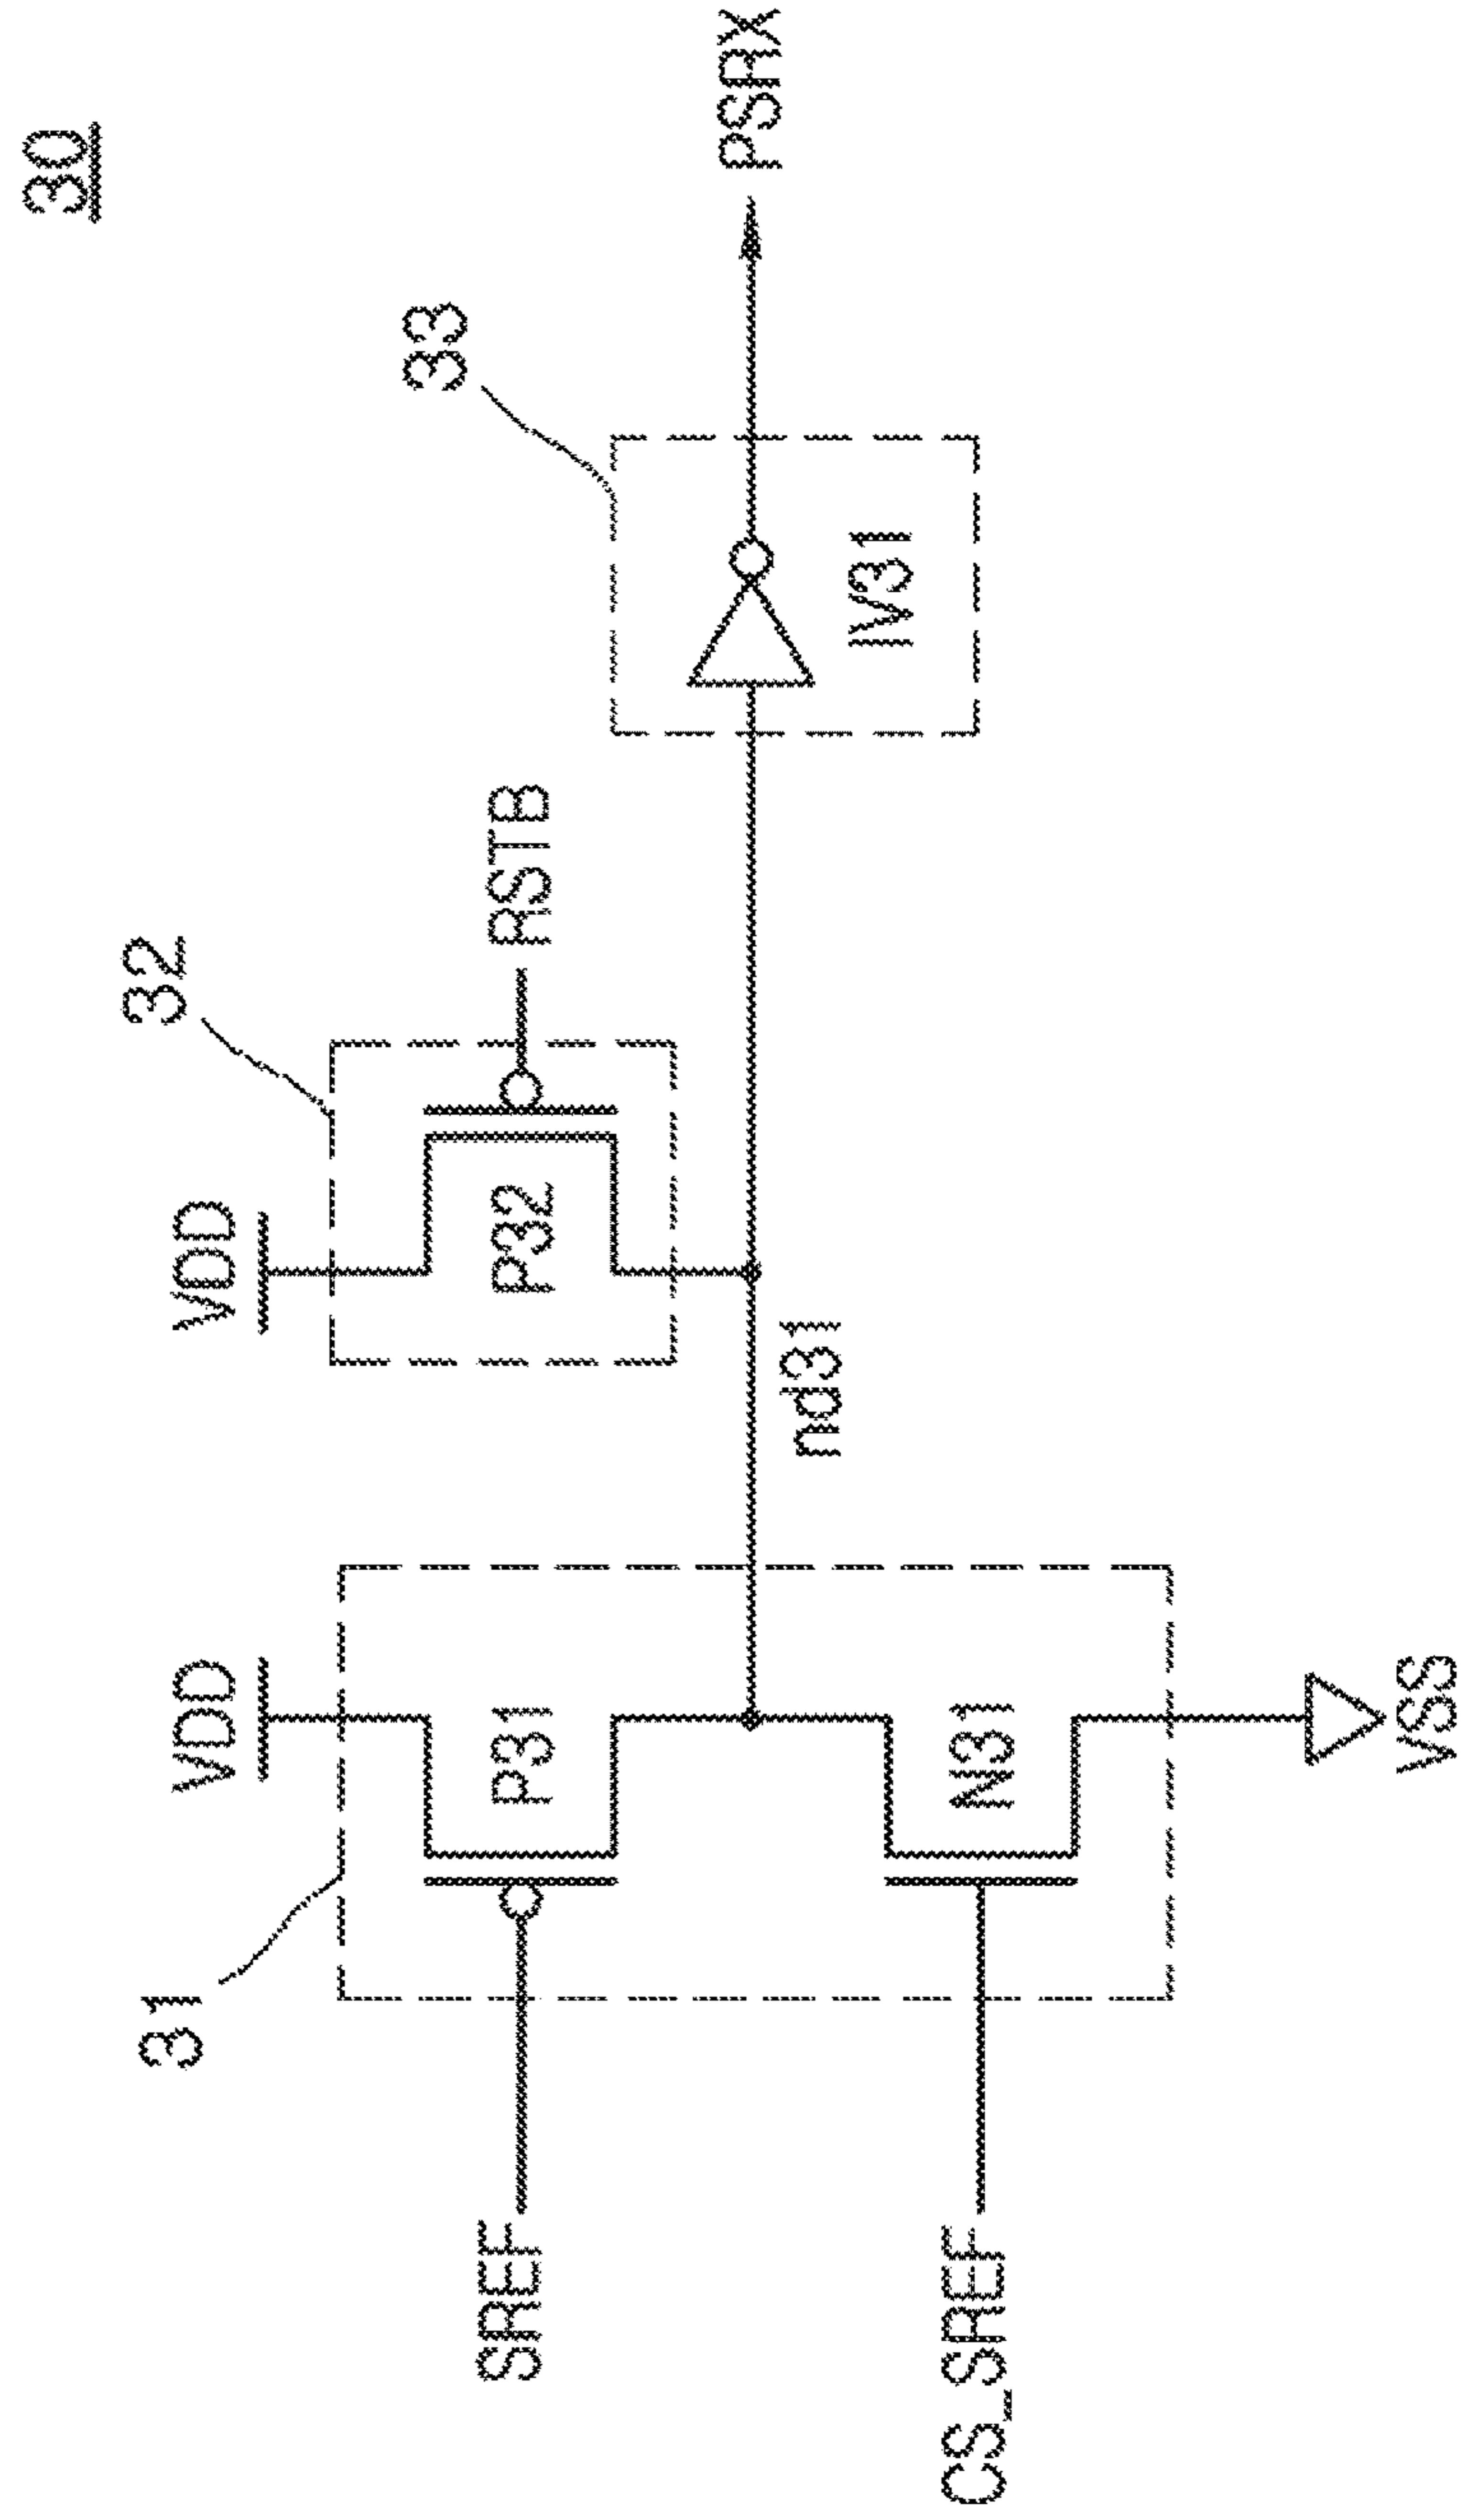 30
31
VDD
VDD
32
33
SREF
P31
P32
RSTB
nd31
IV31
PSRX
CS_SREF
N31
VSS